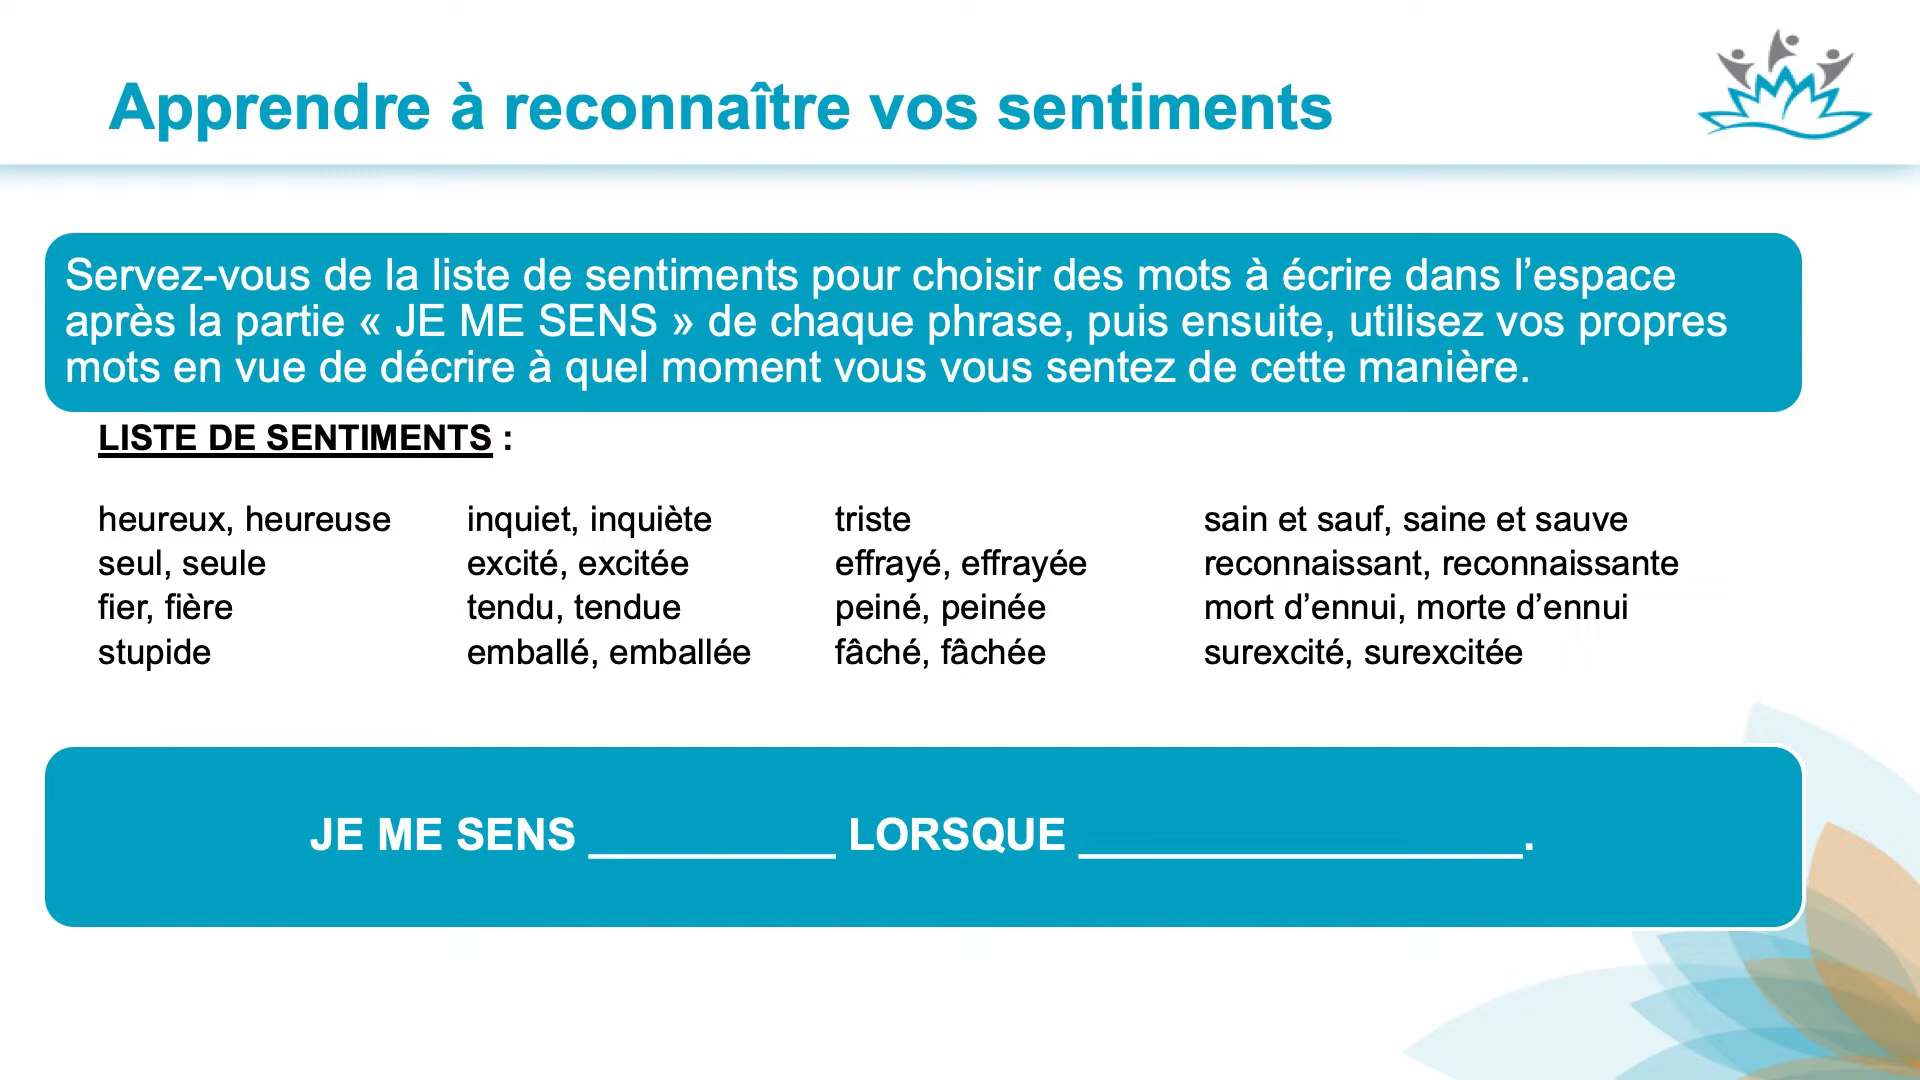 Apprendre à reconnaître vos sentiments
Servez-vous de la liste de sentiments pour choisir des mots à écrire dans l’espace
après la partie « JE ME SENS » de chaque phrase, puis ensuite, utilisez vos propres
mots en vue de décrire à quel moment vous vous sentez de cette manière.
LISTE DE SENTIMENTS :
heureux, heureuse inquiet, inquiète triste sain et sauf, saine et sauve
seul, seule excité, excitée effrayé, effrayée reconnaissant, reconnaissante
fier, fière tendu, tendue peiné, peinée mort d’ennui, morte d’ennui
stupide emballé, emballée fâché, fâchée surexcité, surexcitée
JE ME SENS __________ LORSQUE __________________.